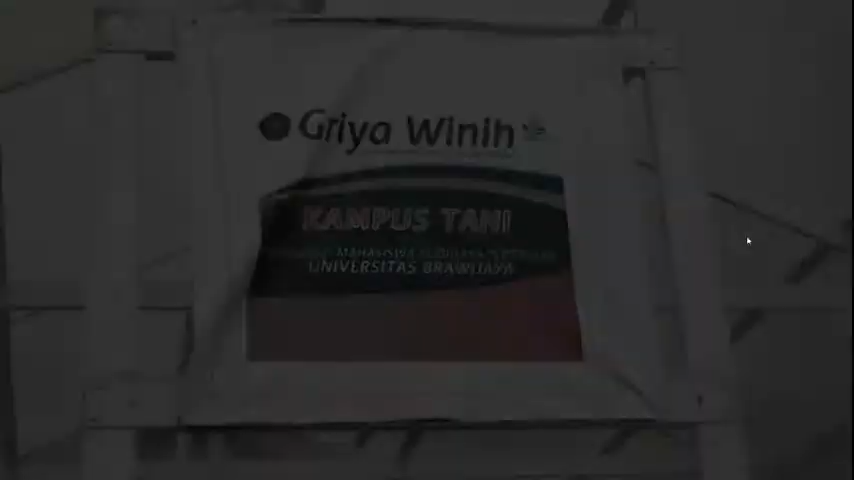 Griya Winih
KAMPUS TANI
MAHASISWA
UNIVERSITAS BRAWIJAYA